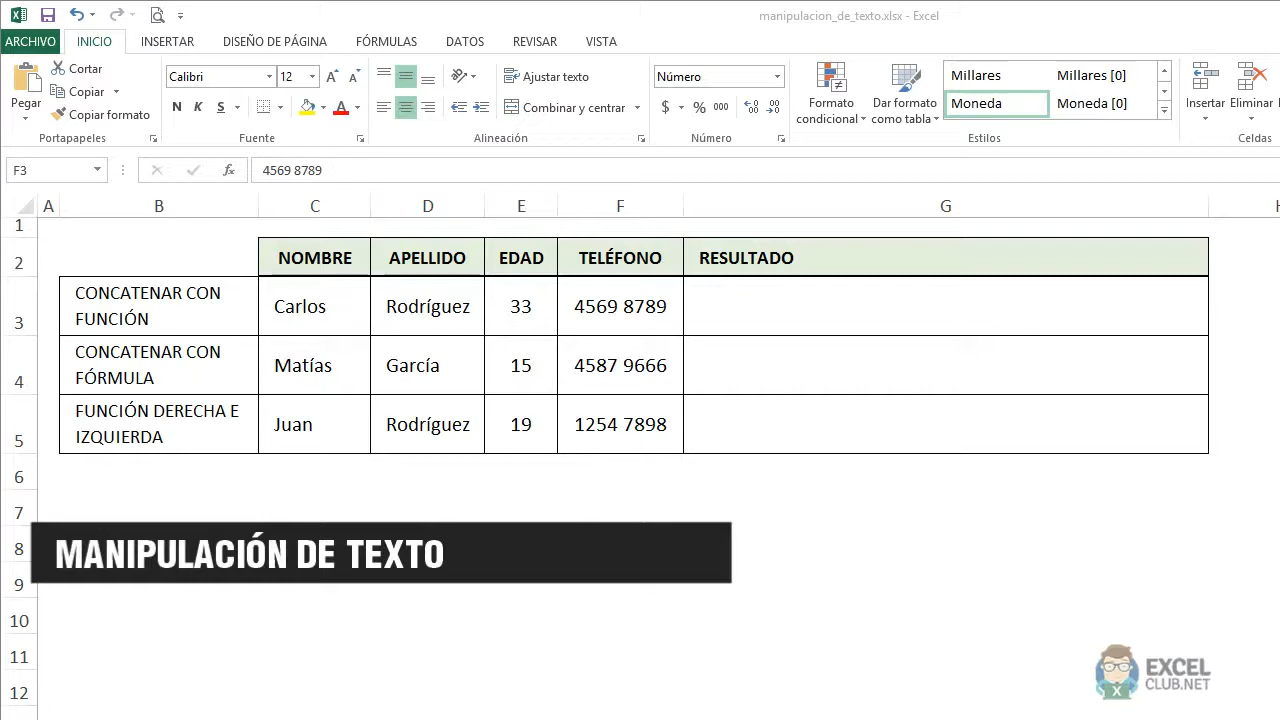 manipulacion_de_texto.xlsx - Excel
ARCHIVO INICIO INSERTAR DISEÑO DE PÁGINA FÓRMULAS DATOS REVISAR VISTA
Pegar
Cortar
Copiar
Copiar formato
Portapapeles
Calibri 12
N K S
Fuente
Ajustar texto
Combinar y centrar
Alineación
Número
$ % 000
Número
Formato condicional
Dar formato como tabla
Millares Millares [0]
Moneda Moneda [0]
Estilos
Insertar Eliminar
Celdas
F3 fx 4569 8789
A B C D E F G H
1
2 NOMBRE APELLIDO EDAD TELÉFONO RESULTADO
CONCATENAR CON
FUNCIÓN
3 Carlos Rodríguez 33 4569 8789
CONCATENAR CON
FÓRMULA
4 Matías García 15 4587 9666
FUNCIÓN DERECHA E
IZQUIERDA
5 Juan Rodríguez 19 1254 7898
6
7
8
MANIPULACIÓN DE TEXTO
9
10
11
12
EXCEL
CLUB.NET